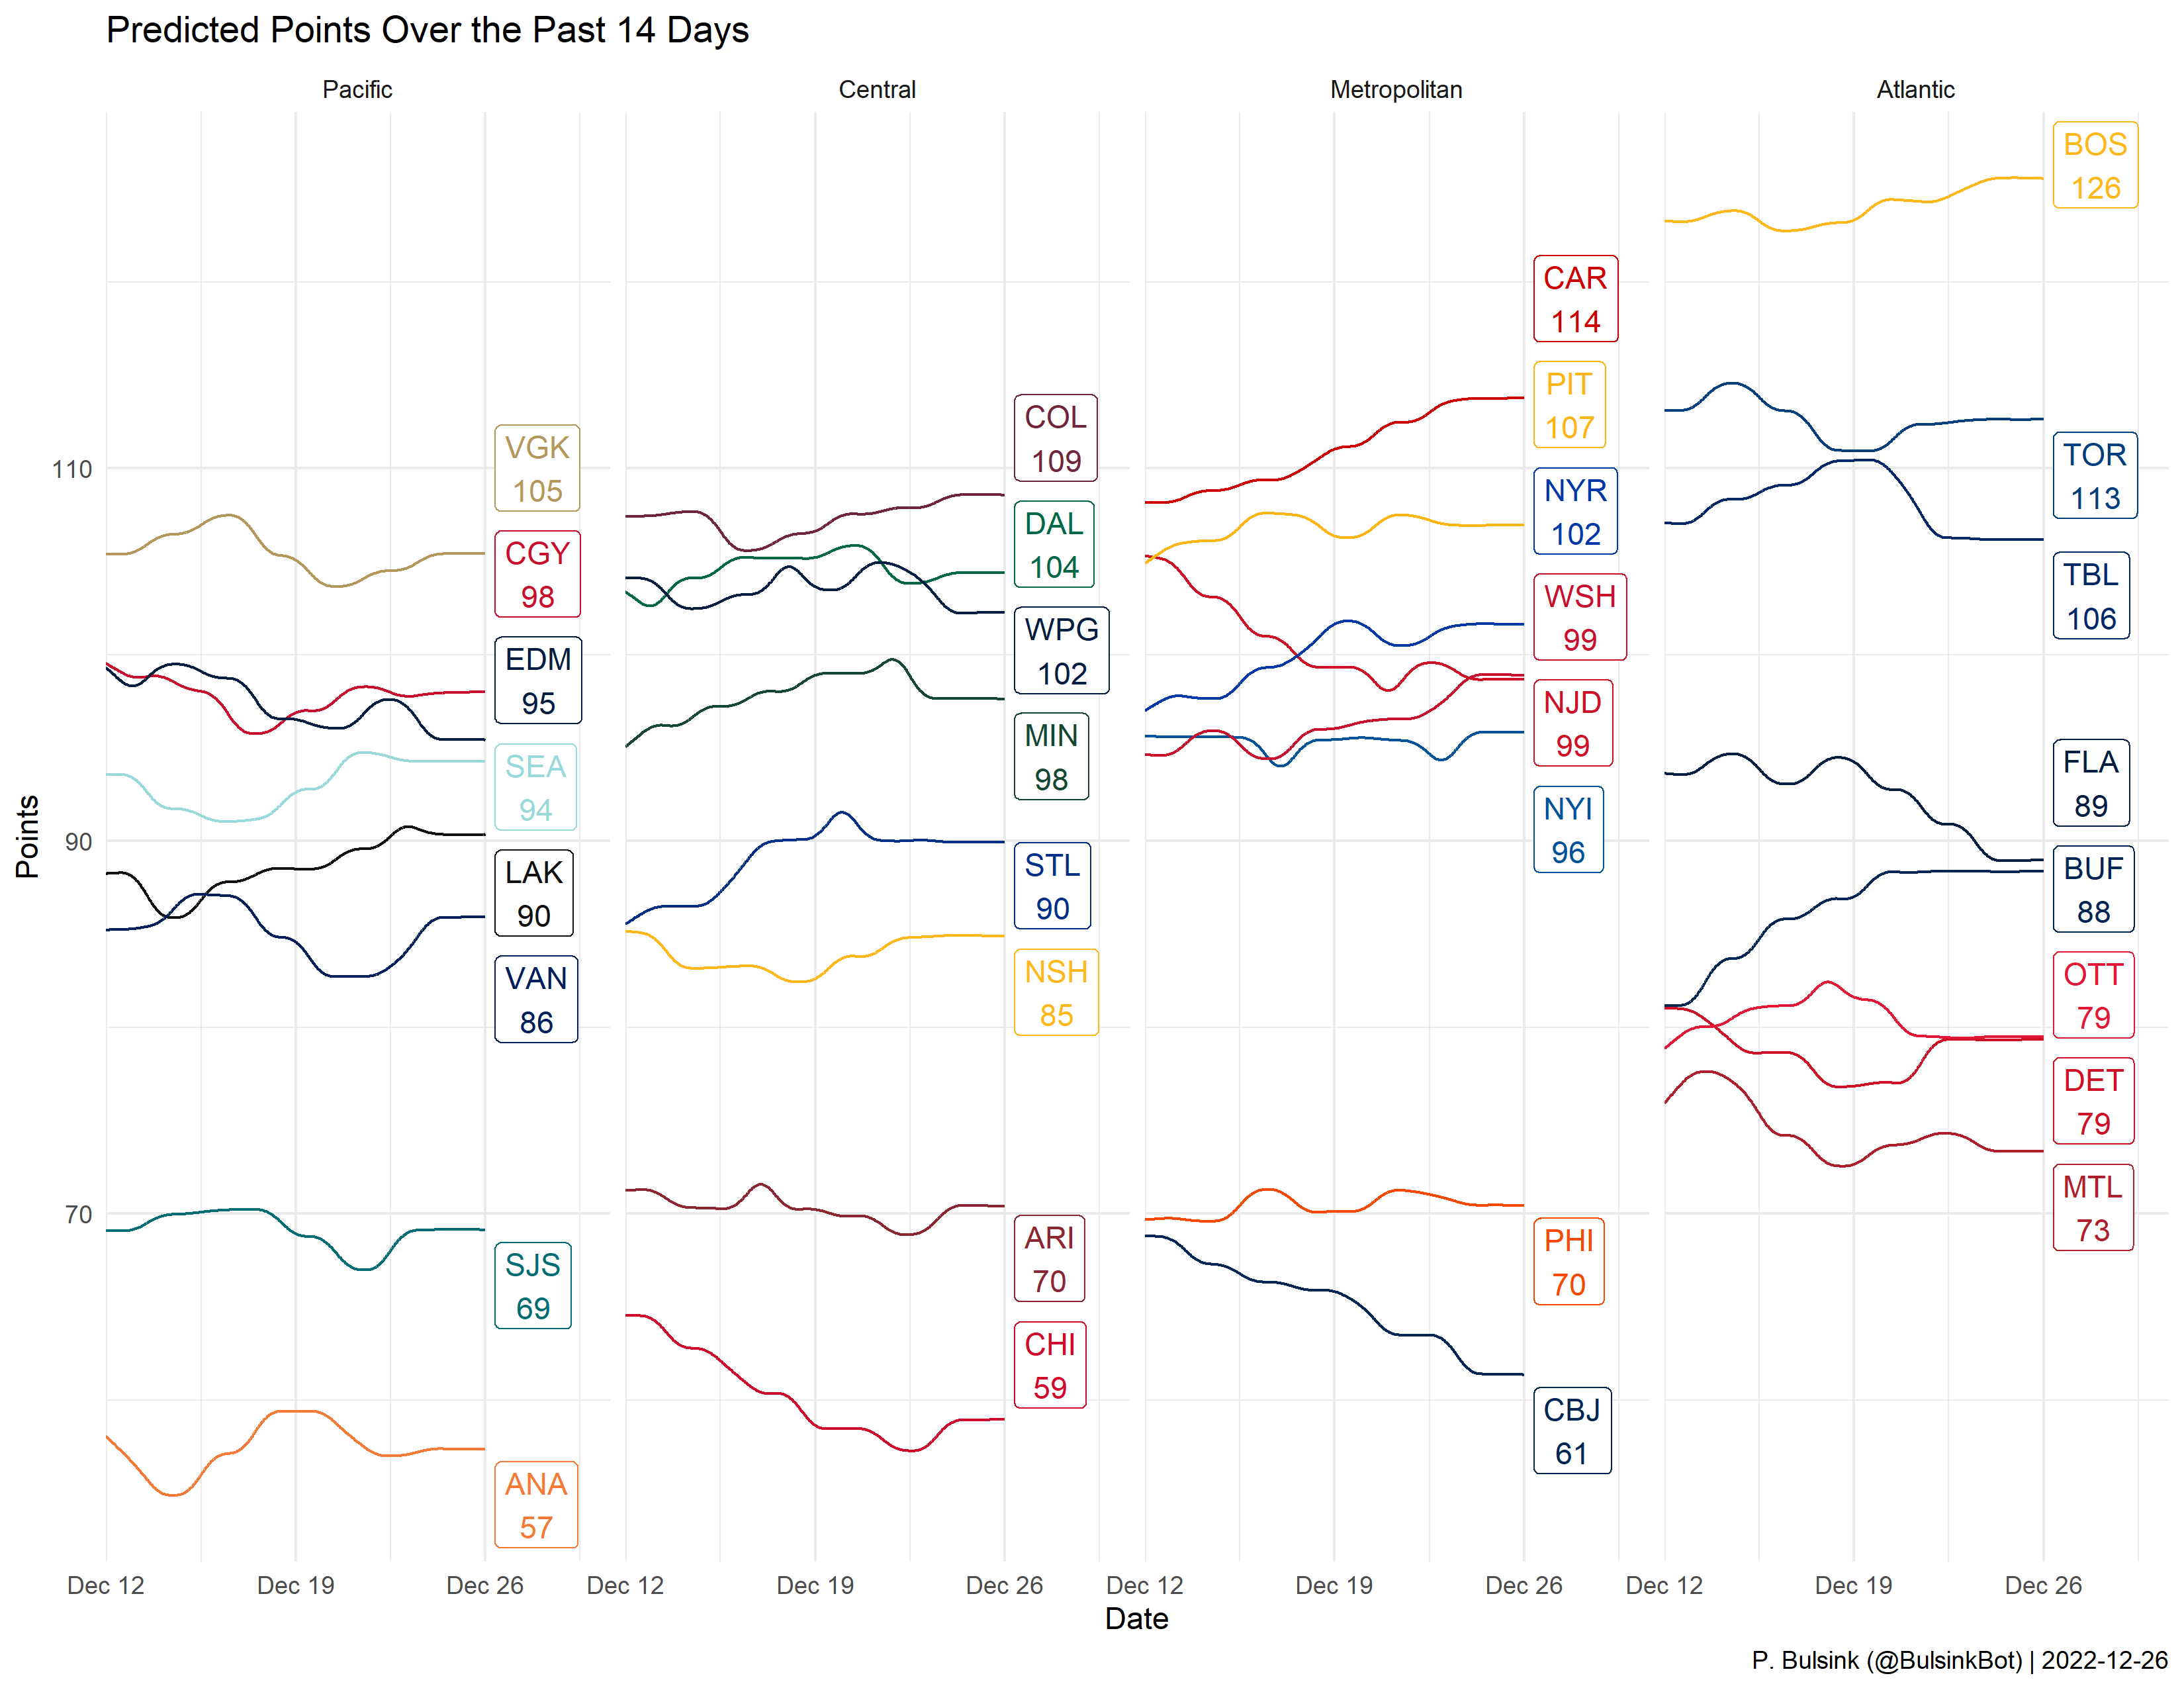 Predicted Points Over the Past 14 Days
Pacific
Central
Metropolitan
Atlantic
Points
110
90
70
VGK
105
CGY
98
EDM
95
SEA
94
LAK
90
VAN
86
SJS
69
ANA
57
COL
109
DAL
104
WPG
102
MIN
98
STL
90
NSH
85
ARI
70
CHI
59
CAR
114
PIT
107
NYR
102
WSH
99
NJD
99
NYI
96
PHI
70
CBJ
61
BOS
126
TOR
113
TBL
106
FLA
89
BUF
88
OTT
79
DET
79
MTL
73
Dec 12
Dec 19
Dec 26
Dec 12
Dec 19
Dec 26
Dec 12
Dec 19
Dec 26
Dec 12
Dec 19
Dec 26
Date
P. Bulsink (@BulsinkBot) | 2022-12-26